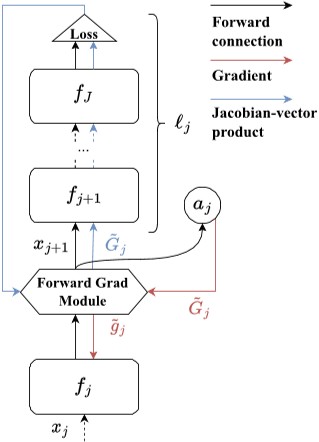 Loss
f_J
...
f_{j+1}
ℓ_j
a_j
x_{j+1}
G̃_j
Forward Grad
Module
G̃_j
g̃_j
f_j
x_j
Forward
connection
Gradient
Jacobian-vector
product